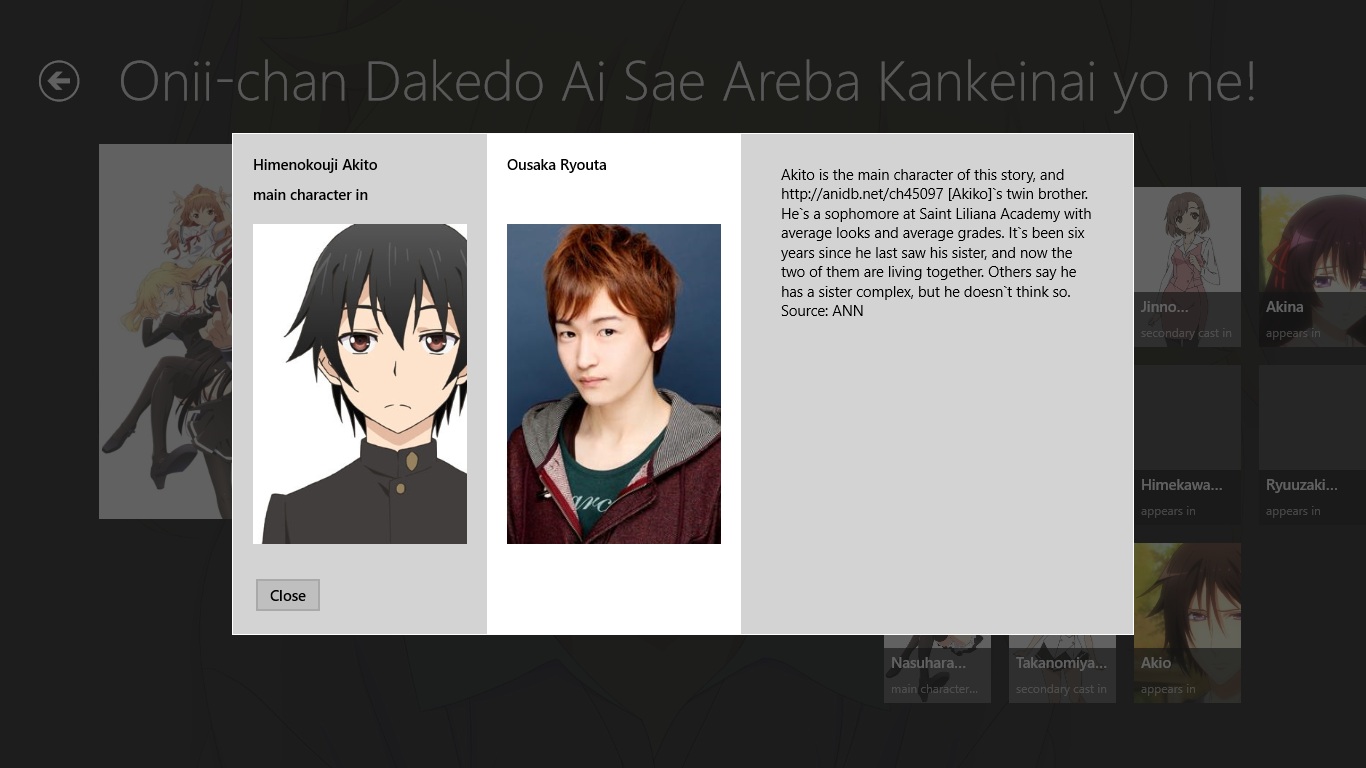 Onii-chan Dakedo Ai Sae Areba Kankeinai yo ne!
Himenokouji Akito
main character in
Close
Ousaka Ryouta
Akito is the main character of this story, and
http://anidb.net/ch45097 [Akiko]`s twin brother.
He`s a sophomore at Saint Liliana Academy with
average looks and average grades. It`s been six
years since he last saw his sister, and now the
two of them are living together. Others say he
has a sister complex, but he doesn`t think so.
Source: ANN
Jinno...
secondary cast in
Akina
appears in
Himekawa...
appears in
Ryuuzaki...
appears in
Nasuhara...
main character...
Takanomiya...
secondary cast in
Akio
appears in